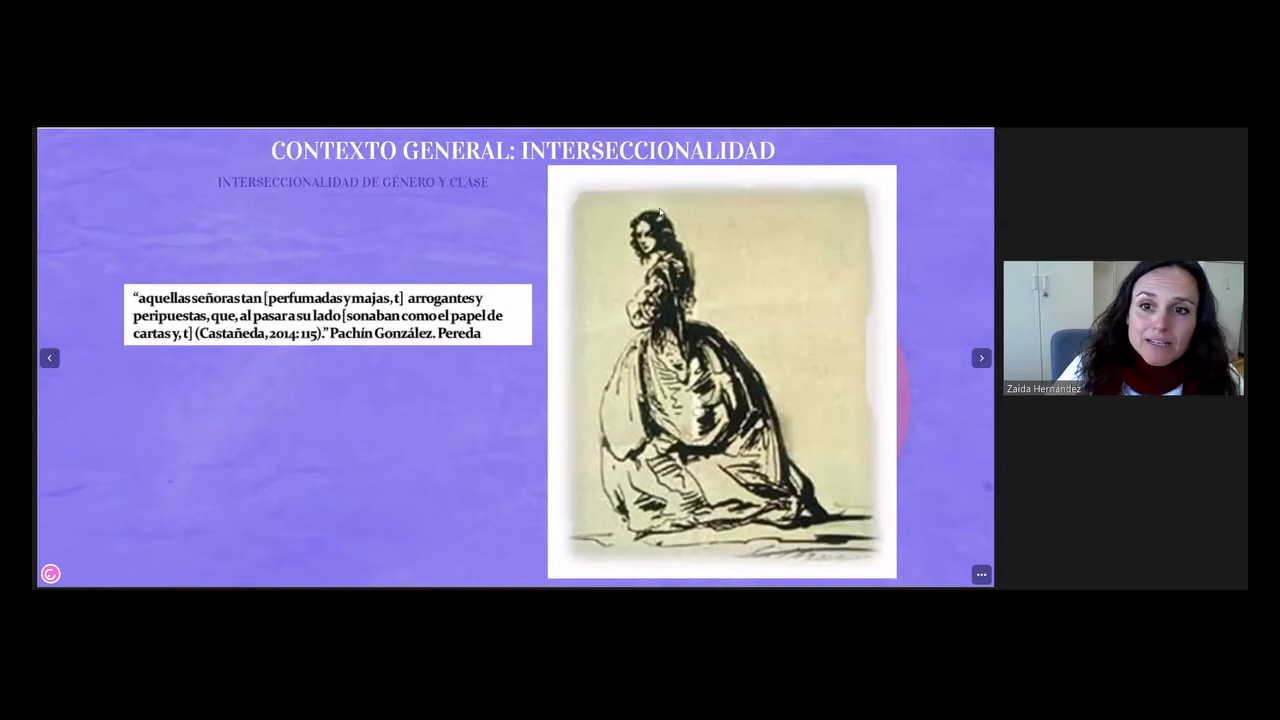 CONTEXTO GENERAL: INTERSECCIONALIDAD
INTERSECCIONALIDAD DE GÉNERO Y CLASE
“aquellas señoras tan [perfumadas y majas, t] arrogantes y
peripuestas, que, al pasar a su lado [sonaban como el papel de
cartas y, t] (Castañeda, 2014: 115).” Pachín González. Pereda
Zaida Hernández